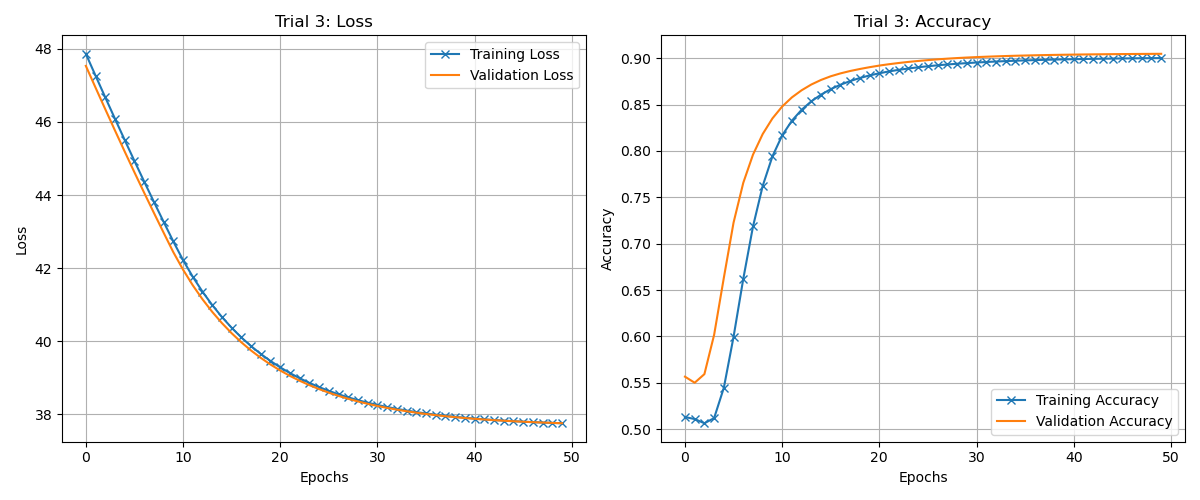 Trial 3: Loss
48
46
44
42
40
38
Loss
0 10 20 30 40 50
Epochs
Training Loss
Validation Loss
Trial 3: Accuracy
0.90
0.85
0.80
0.75
0.70
0.65
0.60
0.55
0.50
Accuracy
0 10 20 30 40 50
Epochs
Training Accuracy
Validation Accuracy